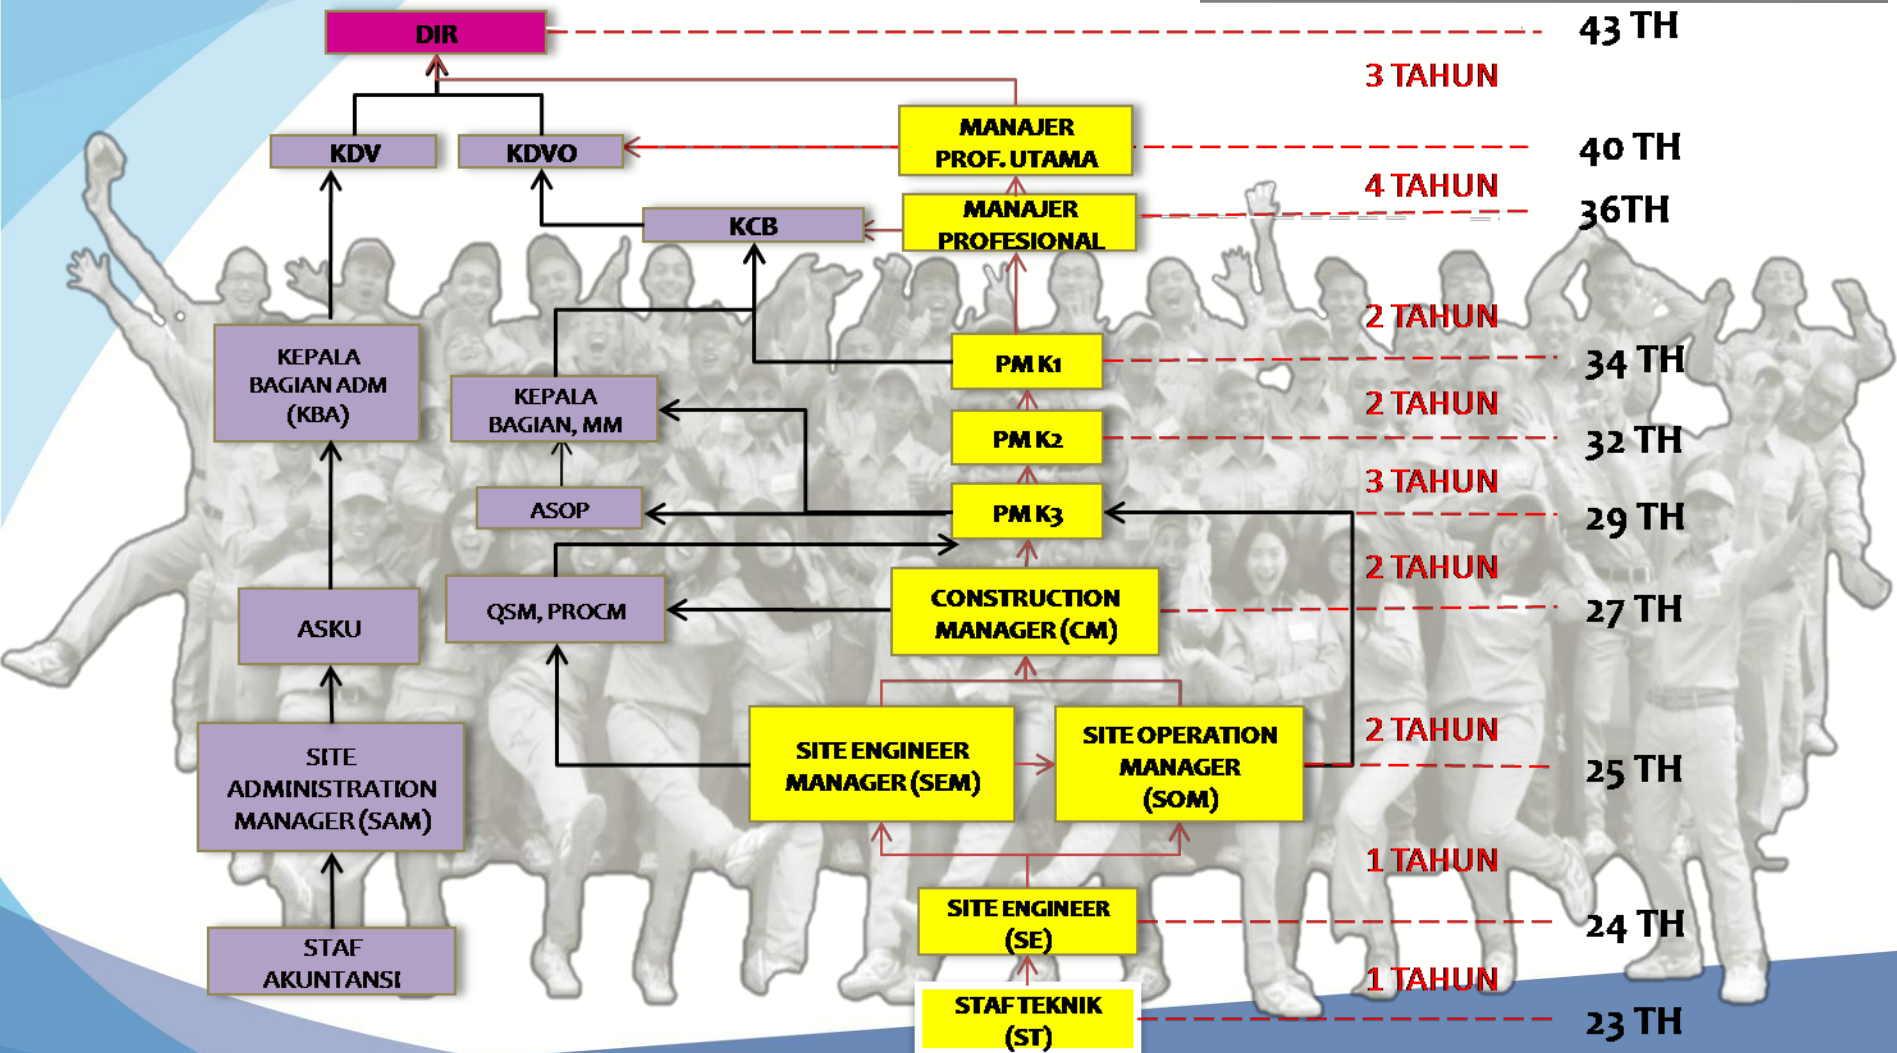 DIR
43 TH
3 TAHUN
MANAJER
PROF. UTAMA
KDV
KDVO
40 TH
4 TAHUN
MANAJER
PROFESIONAL
36TH
KCB
2 TAHUN
KEPALA
BAGIAN ADM
(KBA)
PM K1
34 TH
KEPALA
BAGIAN, MM
2 TAHUN
PM K2
32 TH
3 TAHUN
ASOP
PM K3
29 TH
2 TAHUN
ASKU
QSM, PROCM
CONSTRUCTION
MANAGER (CM)
27 TH
2 TAHUN
SITE
ADMINISTRATION
MANAGER (SAM)
SITE ENGINEER
MANAGER (SEM)
SITE OPERATION
MANAGER
(SOM)
25 TH
1 TAHUN
SITE ENGINEER
(SE)
24 TH
STAF
AKUNTANSI
1 TAHUN
STAF TEKNIK
(ST)
23 TH